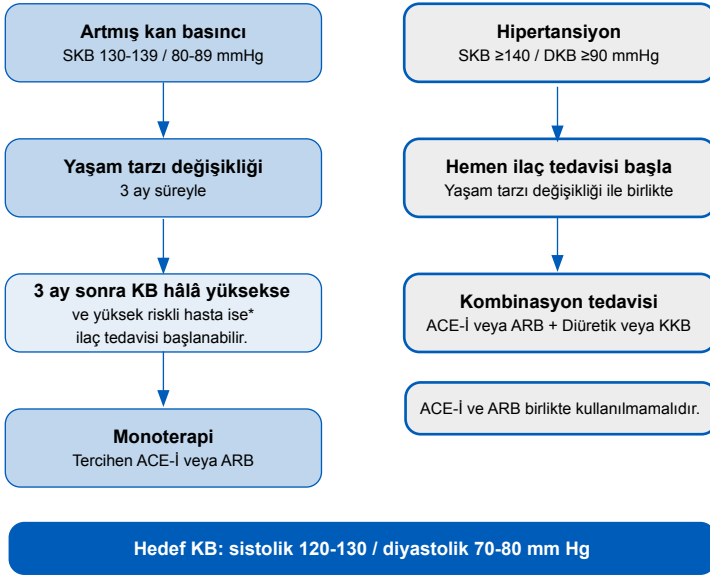 Artmış kan basıncı
SKB 130-139 / 80-89 mmHg
Yaşam tarzı değişikliği
3 ay süreyle
3 ay sonra KB hâlâ yüksekse
ve yüksek riskli hasta ise*
ilaç tedavisi başlanabilir.
Monoterapi
Tercihen ACE-İ veya ARB
Hipertansiyon
SKB ≥140 / DKB ≥90 mmHg
Hemen ilaç tedavisi başla
Yaşam tarzı değişikliği ile birlikte
Kombinasyon tedavisi
ACE-İ veya ARB + Diüretik veya KKB
ACE-İ ve ARB birlikte kullanılmamalıdır.
Hedef KB: sistolik 120-130 / diyastolik 70-80 mm Hg